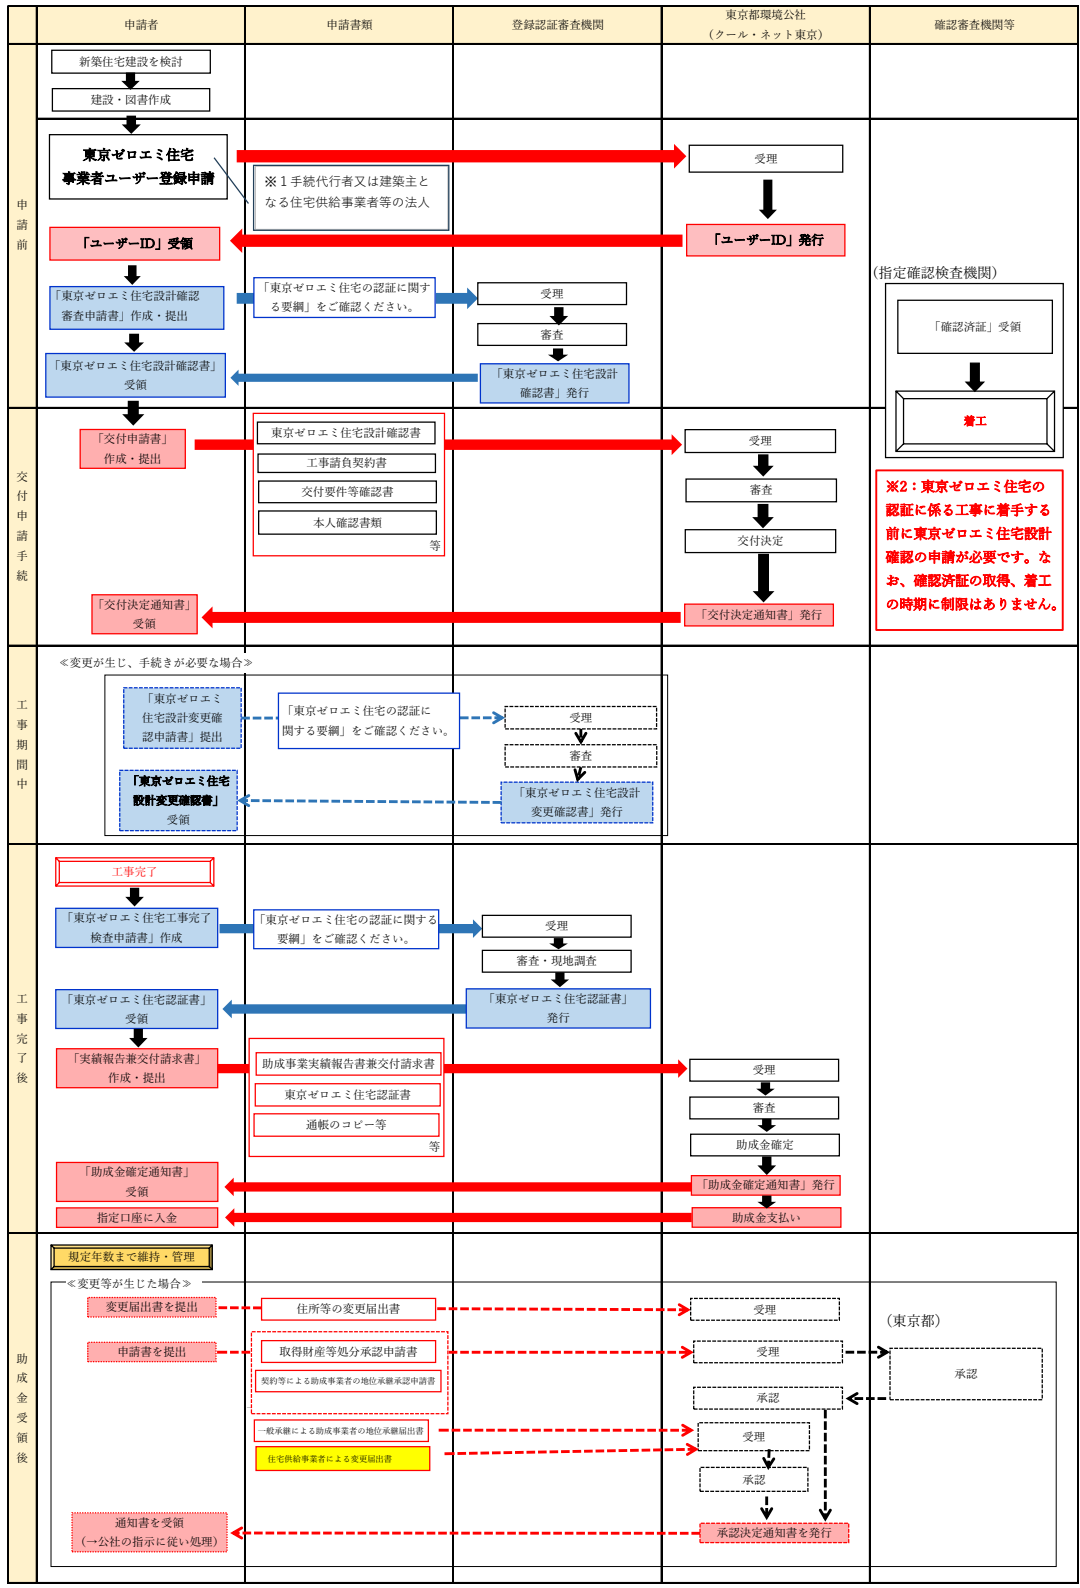 申請者
申請書類
登録認証審査機関
東京都環境公社
(クール・ネット東京)
確認審査機関等
申請前
新築住宅建設を検討
建設・図書作成
東京ゼロエミ住宅
事業者ユーザー登録申請
※１手続代行者又は建築主と
なる住宅供給事業者等の法人
受理
「ユーザーID」発行
「ユーザーID」受領
「東京ゼロエミ住宅設計確認
審査申請書」作成・提出
「東京ゼロエミ住宅の認証に関す
る要綱」をご確認ください。
受理
審査
「東京ゼロエミ住宅設計
確認書」発行
「東京ゼロエミ住宅設計確認書」
受領
(指定確認検査機関)
「確認済証」受領
着工
※2：東京ゼロエミ住宅の
認証に係る工事に着手する
前に東京ゼロエミ住宅設計
確認の申請が必要です。な
お、確認済証の取得、着工
の時期に制限はありません。
交付申請手続
「交付申請書」
作成・提出
東京ゼロエミ住宅設計確認書
工事請負契約書
交付要件等確認書
本人確認書類
等
受理
審査
交付決定
「交付決定通知書」発行
「交付決定通知書」
受領
工事期間中
≪変更が生じ、手続きが必要な場合≫
「東京ゼロエミ
住宅設計変更確
認申請書」提出
「東京ゼロエミ住宅の認証に
関する要綱」をご確認ください。
受理
審査
「東京ゼロエミ住宅設計
変更確認書」発行
「東京ゼロエミ住宅
設計変更確認書」
受領
工事完了後
工事完了
「東京ゼロエミ住宅工事完了
検査申請書」作成
「東京ゼロエミ住宅の認証に関する
要綱」をご確認ください。
受理
審査・現地調査
「東京ゼロエミ住宅認証書」
発行
「東京ゼロエミ住宅認証書」
受領
「実績報告兼交付請求書」
作成・提出
助成事業実績報告書兼交付請求書
東京ゼロエミ住宅認証書
通帳のコピー等
等
受理
審査
助成金確定
「助成金確定通知書」発行
助成金支払い
「助成金確定通知書」
受領
指定口座に入金
助成金受領後
規定年数まで維持・管理
≪変更等が生じた場合≫
変更届出書を提出
住所等の変更届出書
受理
申請書を提出
取得財産等処分承認申請書
契約等による助成事業者の地位承継承認申請書
受理
(東京都)
承認
承認
一般承継による助成事業者の地位承継届出書
住宅供給事業者による変更届出書
受理
承認
承認決定通知書を発行
通知書を受領
(→公社の指示に従い処理)